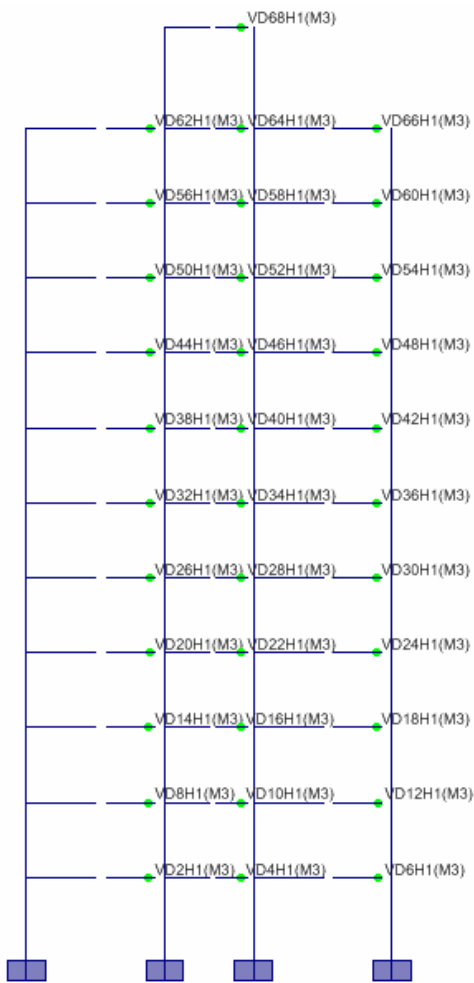 VD68H1(M3)
VD62H1(M3) VD64H1(M3) VD66H1(M3)
VD56H1(M3) VD58H1(M3) VD60H1(M3)
VD50H1(M3) VD52H1(M3) VD54H1(M3)
VD44H1(M3) VD46H1(M3) VD48H1(M3)
VD38H1(M3) VD40H1(M3) VD42H1(M3)
VD32H1(M3) VD34H1(M3) VD36H1(M3)
VD26H1(M3) VD28H1(M3) VD30H1(M3)
VD20H1(M3) VD22H1(M3) VD24H1(M3)
VD14H1(M3) VD16H1(M3) VD18H1(M3)
VD8H1(M3) VD10H1(M3) VD12H1(M3)
VD2H1(M3) VD4H1(M3) VD6H1(M3)